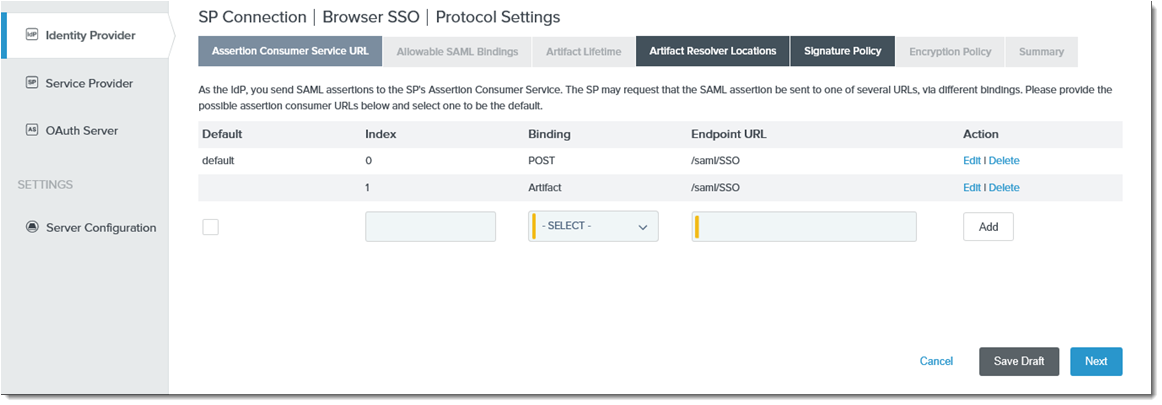 SP Connection | Browser SSO | Protocol Settings
IdP Identity Provider
Assertion Consumer Service URL Allowable SAML Bindings Artifact Lifetime Artifact Resolver Locations Signature Policy Encryption Policy Summary
SP Service Provider
As the IdP, you send SAML assertions to the SP's Assertion Consumer Service. The SP may request that the SAML assertion be sent to one of several URLs, via different bindings. Please provide the
possible assertion consumer URLs below and select one to be the default.
AS OAuth Server
Default Index Binding Endpoint URL Action
default 0 POST /saml/SSO Edit | Delete
SETTINGS
1 Artifact /saml/SSO Edit | Delete
Server Configuration
- SELECT - Add
Cancel Save Draft Next